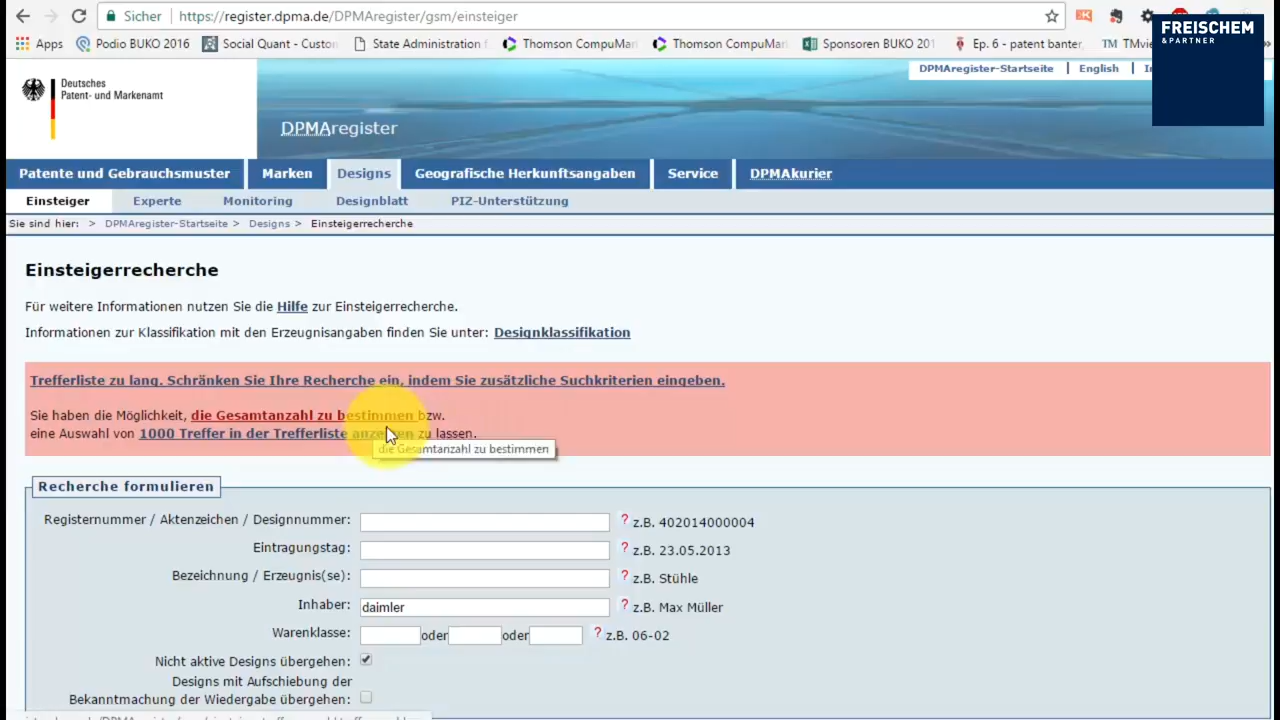 Sicher | https://register.dpma.de/DPMAregister/gsm/einsteiger
Apps Podio BUKO 2016 Social Quant - Custon State Administration f Thomson CompuMar Thomson CompuMar Sponsoren BUKO 201 Ep. 6 - patent banter, TM TMvie
FREISCHEM
& PARTNER
Deutsches
Patent- und Markenamt
DPMAregister-Startseite | English |
DPMAregister
Patente und Gebrauchsmuster Marken Designs Geografische Herkunftsangaben Service DPMAkurier
Einsteiger Experte Monitoring Designblatt PIZ-Unterstützung
Sie sind hier: > DPMAregister-Startseite > Designs > Einsteigerrecherche
Einsteigerrecherche
Für weitere Informationen nutzen Sie die Hilfe zur Einsteigerrecherche.
Informationen zur Klassifikation mit den Erzeugnisangaben finden Sie unter: Designklassifikation
Trefferliste zu lang. Schränken Sie Ihre Recherche ein, indem Sie zusätzliche Suchkriterien eingeben.
Sie haben die Möglichkeit, die Gesamtanzahl zu bestimmen bzw.
eine Auswahl von 1000 Treffer in der Trefferliste anzeigen zu lassen.
die Gesamtanzahl zu bestimmen
Recherche formulieren
Registernummer / Aktenzeichen / Designnummer: ? z.B. 402014000004
Eintragungstag: ? z.B. 23.05.2013
Bezeichnung / Erzeugnis(se): ? z.B. Stühle
Inhaber: daimler ? z.B. Max Müller
Warenklasse: oder oder ? z.B. 06-02
Nicht aktive Designs übergehen:
Designs mit Aufschiebung der
Bekanntmachung der Wiedergabe übergehen: